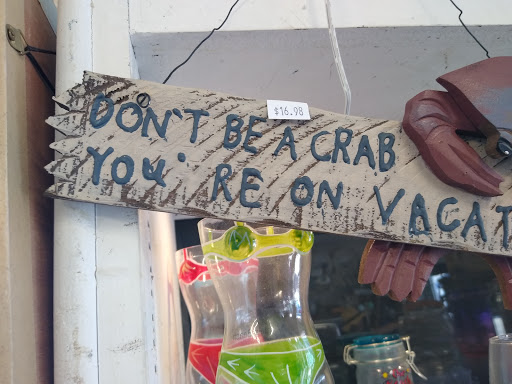 $16.98
DON'T BE A CRAB
YOU'RE ON VACAT